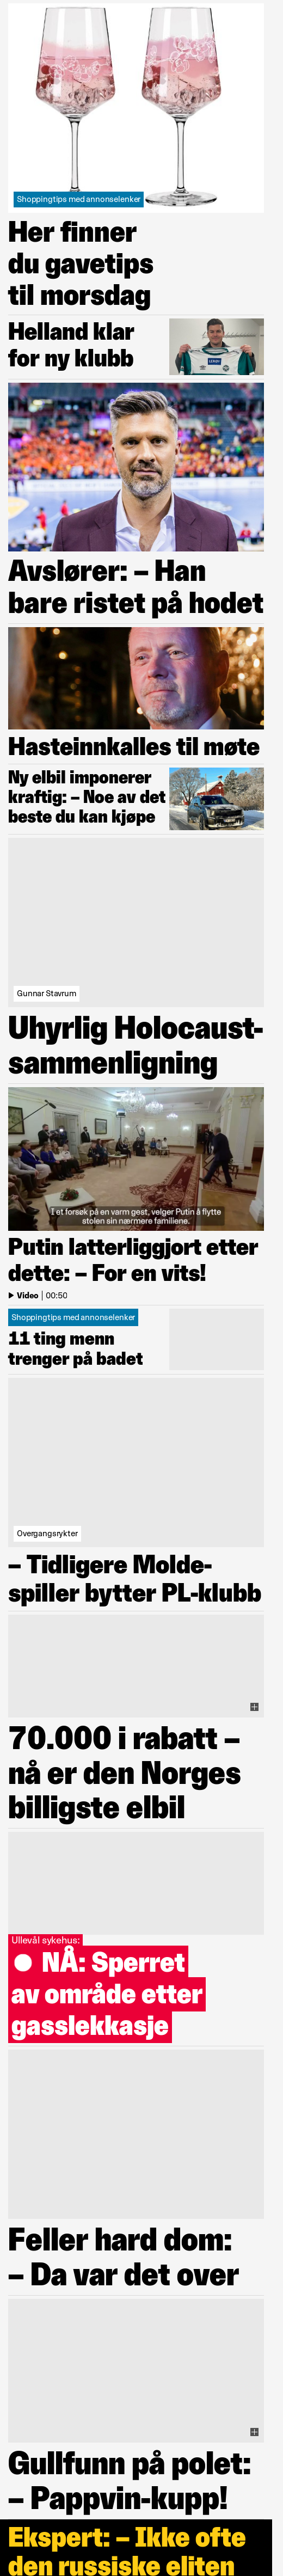 Shoppingtips med annonselenker
Her finner
du gavetips
til morsdag
Helland klar
for ny klubb
Avslører: – Han
bare ristet på hodet
Hasteinnkalles til møte
Ny elbil imponerer
kraftig: – Noe av det
beste du kan kjøpe
Gunnar Stavrum
Uhyrlig Holocaust-
sammenligning
I et forsøk på en varm gest, velger Putin å flytte
stolen sin nærmere familiene.
Putin latterliggjort etter
dette: – For en vits!
Video | 00:50
Shoppingtips med annonselenker
11 ting menn
trenger på badet
Overgangsrykter
– Tidligere Molde-
spiller bytter PL-klubb
70.000 i rabatt –
nå er den Norges
billigste elbil
Ullevål sykehus:
NÅ: Sperret
av område etter
gasslekkasje
Feller hard dom:
– Da var det over
Gullfunn på polet:
– Pappvin-kupp!
Ekspert: – Ikke ofte
den russiske eliten